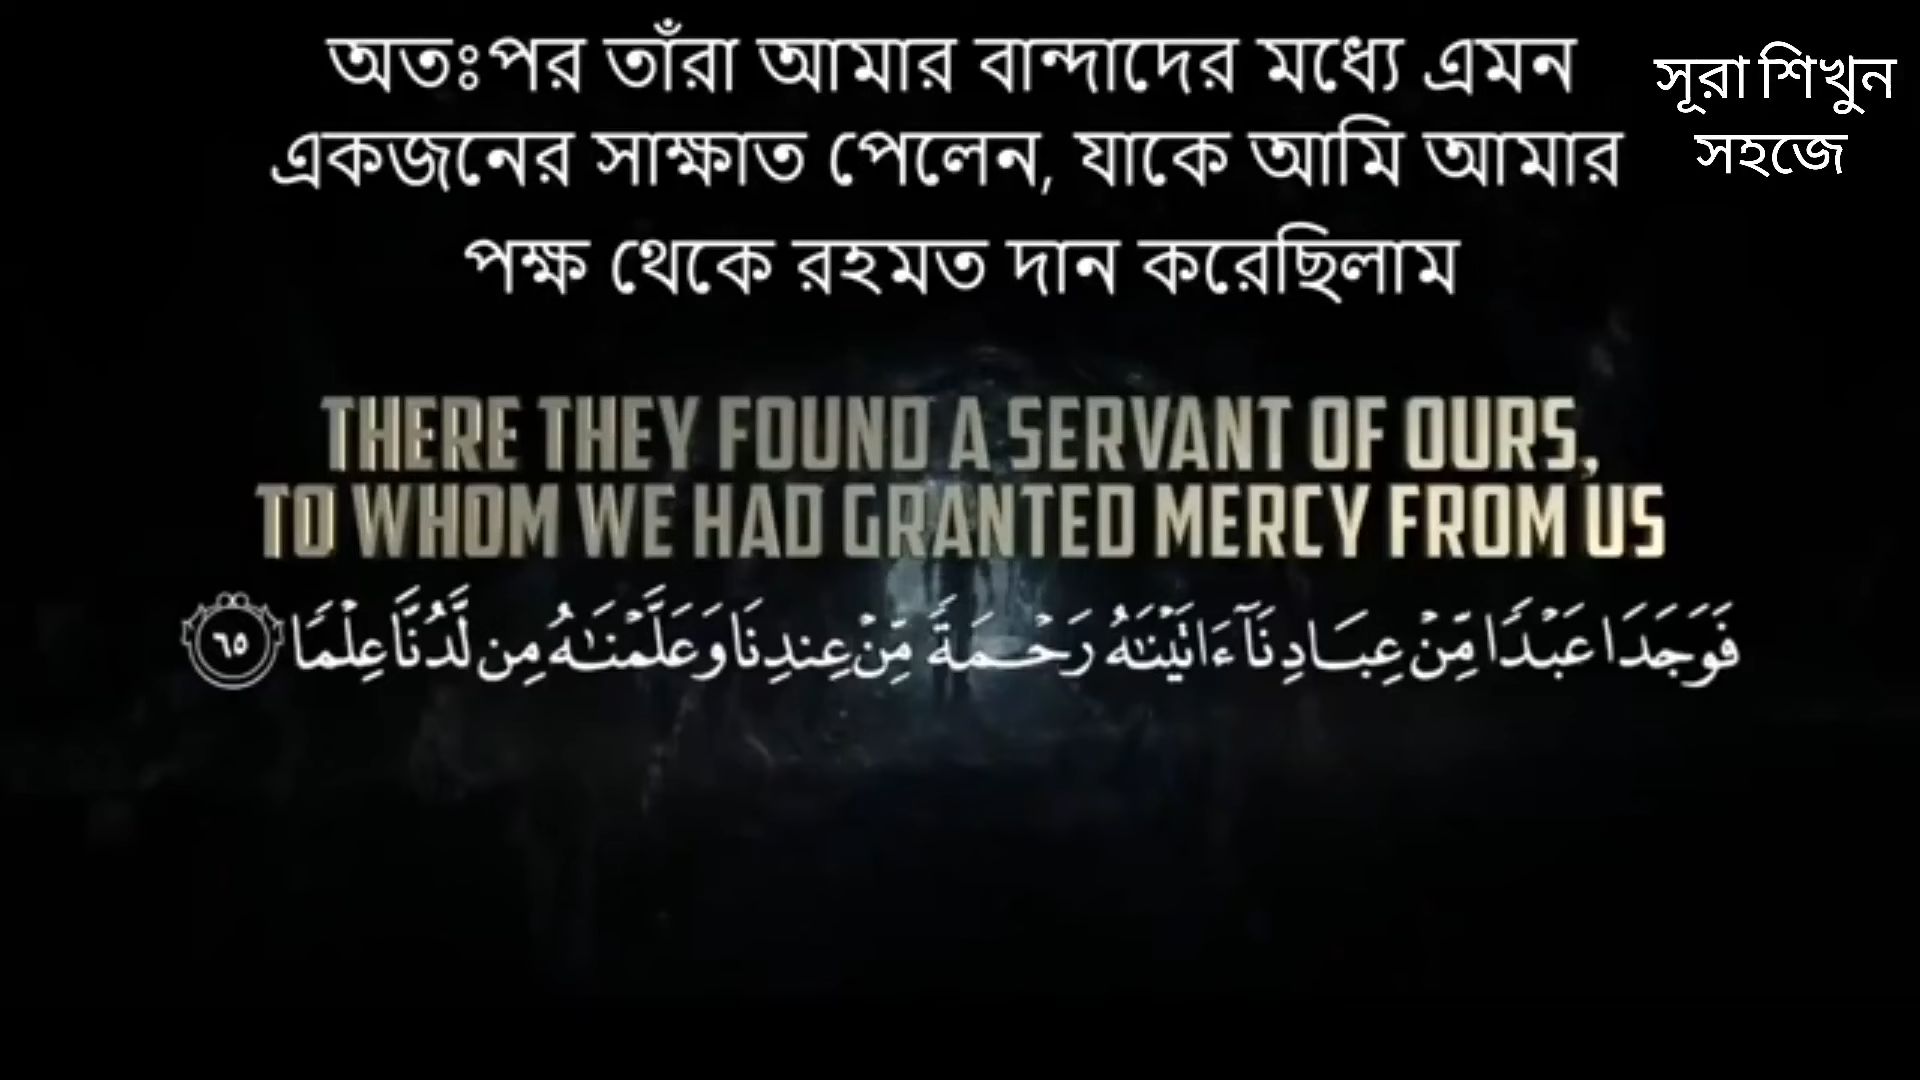 অতঃপর তাঁরা আমার বান্দাদের মধ্যে এমন
একজনের সাক্ষাত পেলেন, যাকে আমি আমার
পক্ষ থেকে রহমত দান করেছিলাম
সূরা শিখুন
সহজে
THERE THEY FOUND A SERVANT OF OURS,
TO WHOM WE HAD GRANTED MERCY FROM US
فَوَجَدَا عَبْدًا مِّنْ عِبَادِنَآ ءَاتَيْنَٰهُ رَحْمَةً مِّنْ عِندِنَا وَعَلَّمْنَٰهُ مِن لَّدُنَّا عِلْمًا ٦٥